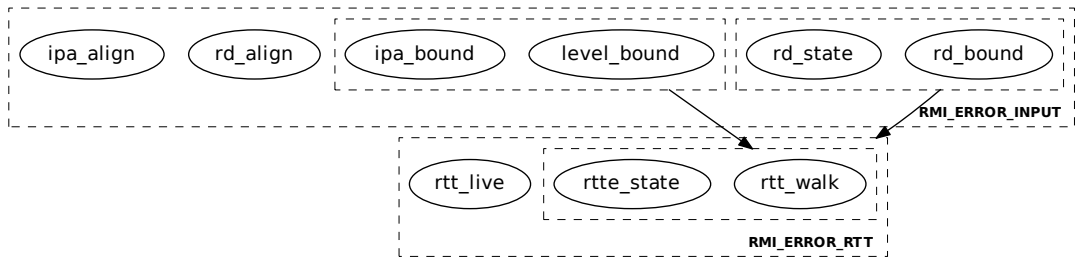 ipa_align rd_align ipa_bound level_bound rd_state rd_bound
RMI_ERROR_INPUT
rtt_live rtte_state rtt_walk
RMI_ERROR_RTT